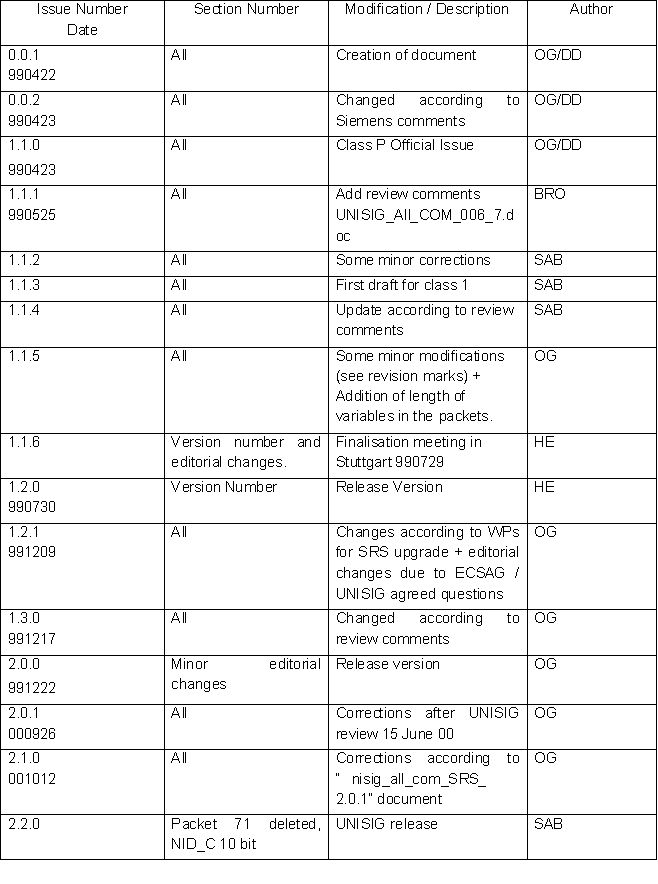 Issue Number Section Number Modification / Description Author
Date
0.0.1 All Creation of document OG/DD
990422
0.0.2 All Changed according to OG/DD
990423 Siemens comments
1.1.0 All Class P Official Issue OG/DD
990423
1.1.1 All Add review comments BRO
990525 UNISIG_All_COM_006_7.d
oc
1.1.2 All Some minor corrections SAB
1.1.3 All First draft for class 1 SAB
1.1.4 All Update according to review SAB
comments
1.1.5 All Some minor modifications OG
(see revision marks) +
Addition of length of
variables in the packets.
1.1.6 Version number and Finalisation meeting in HE
editorial changes. Stuttgart 990729
1.2.0 Version Number Release Version HE
990730
1.2.1 All Changes according to WPs OG
991209 for SRS upgrade + editorial
changes due to ECSAG /
UNISIG agreed questions
1.3.0 All Changed according to OG
991217 review comments
2.0.0 Minor editorial Release version OG
991222 changes
2.0.1 All Corrections after UNISIG OG
000926 review 15 June 00
2.1.0 All Corrections according to OG
001012 " nisig_all_com_SRS_
2.0.1" document
2.2.0 Packet 71 deleted, UNISIG release SAB
NID_C 10 bit